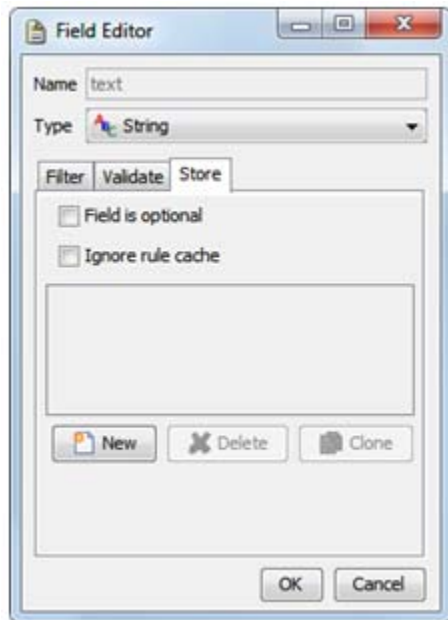 Field Editor
Name text
Type ABC String
Filter Validate Store
Field is optional
Ignore rule cache
New Delete Clone
OK Cancel